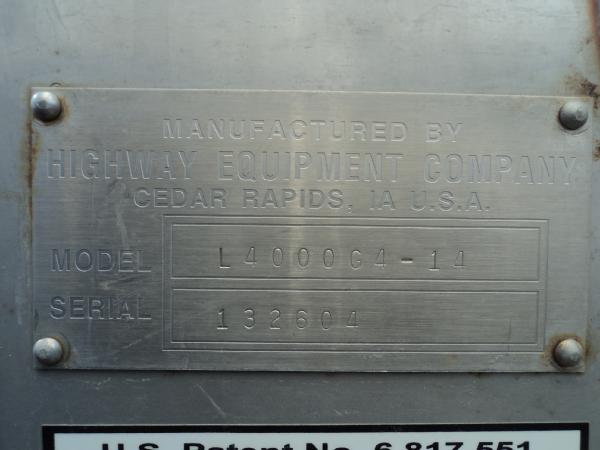 MANUFACTURED BY
HIGHWAY EQUIPMENT COMPANY
CEDAR RAPIDS, IA U.S.A.
MODEL L4000G4-14
SERIAL 132604
U.S. Patent No. 6,817,551